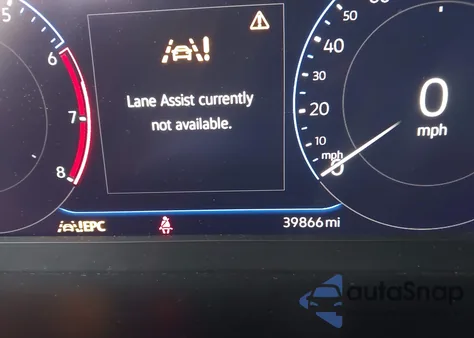 5
6
7
8
Lane Assist currently
not available.
50
40
30
20
10
mph
0
0
mph
EPC
39866 mi
autoSnap